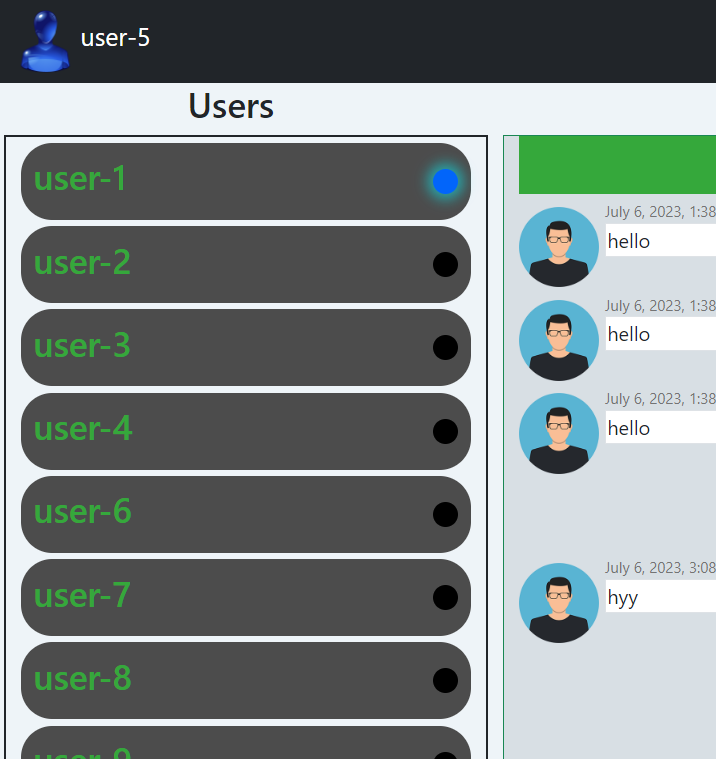 user-5
Users
user-1
user-2
user-3
user-4
user-6
user-7
user-8
user-9
July 6, 2023, 1:38
hello
July 6, 2023, 1:38
hello
July 6, 2023, 1:38
hello
July 6, 2023, 3:08
hyy